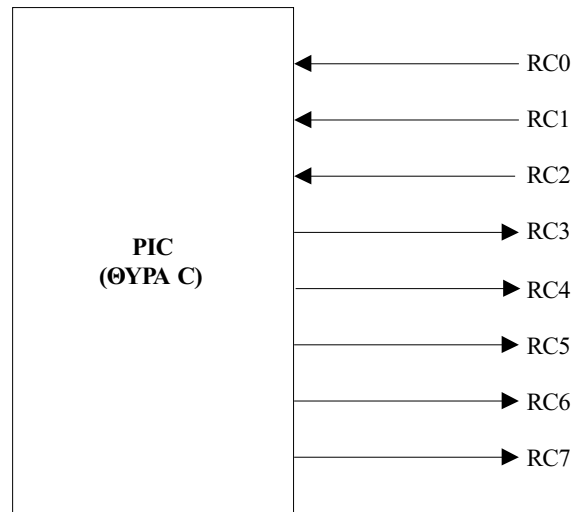 RC0
RC1
RC2
RC3
PIC
(ΘΥΡΑ C)
RC4
RC5
RC6
RC7